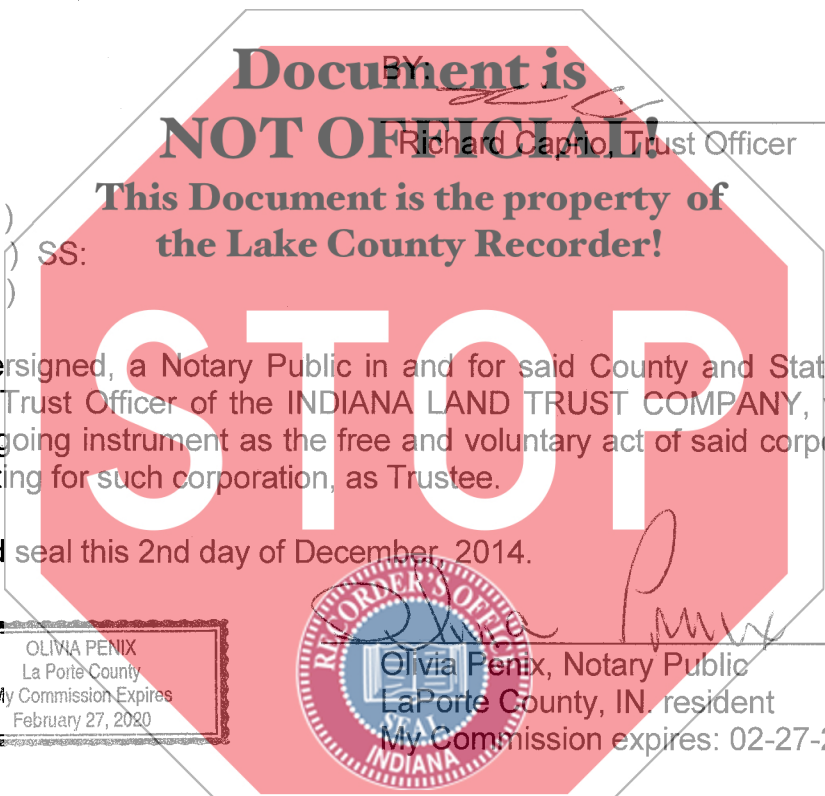 Document is
NOT OFFICIAL!
This Document is the property of
the Lake County Recorder!
STOP
BY:
Richard Caprio, Trust Officer
)
) SS:
)
ersigned, a Notary Public in and for said County and Stat
Trust Officer of the INDIANA LAND TRUST COMPANY,
going instrument as the free and voluntary act of said corpo
ting for such corporation, as Trustee.
seal this 2nd day of December, 2014.
Olivia Penix
OLIVIA PENIX
La Porte County
My Commission Expires
February 27, 2020
Olivia Penix, Notary Public
LaPorte County, IN. resident
My Commission expires: 02-27-2
RECORDER'S OFFICE
SEAL
INDIANA